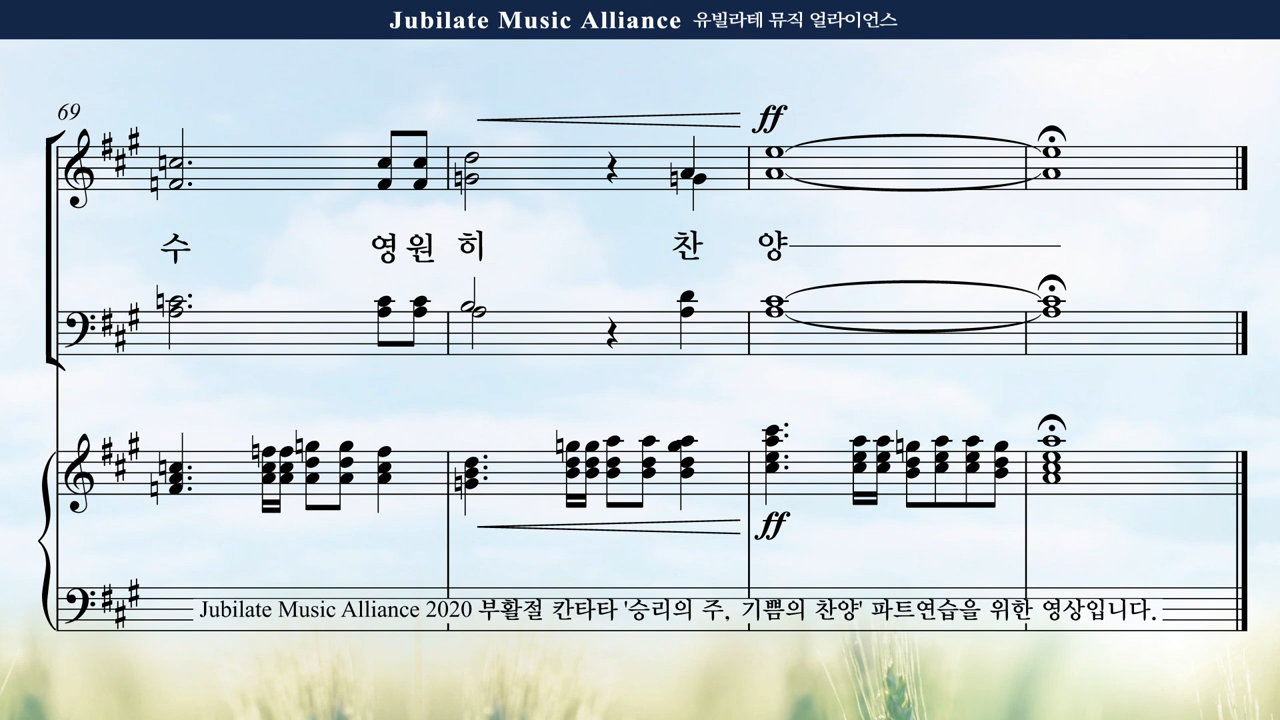 Jubilate Music Alliance 유빌라테 뮤직 얼라이언스
69
ff
수 영 원 히 찬 양
ff
Jubilate Music Alliance 2020 부활절 칸타타 '승리의 주, 기쁨의 찬양' 파트연습을 위한 영상입니다.